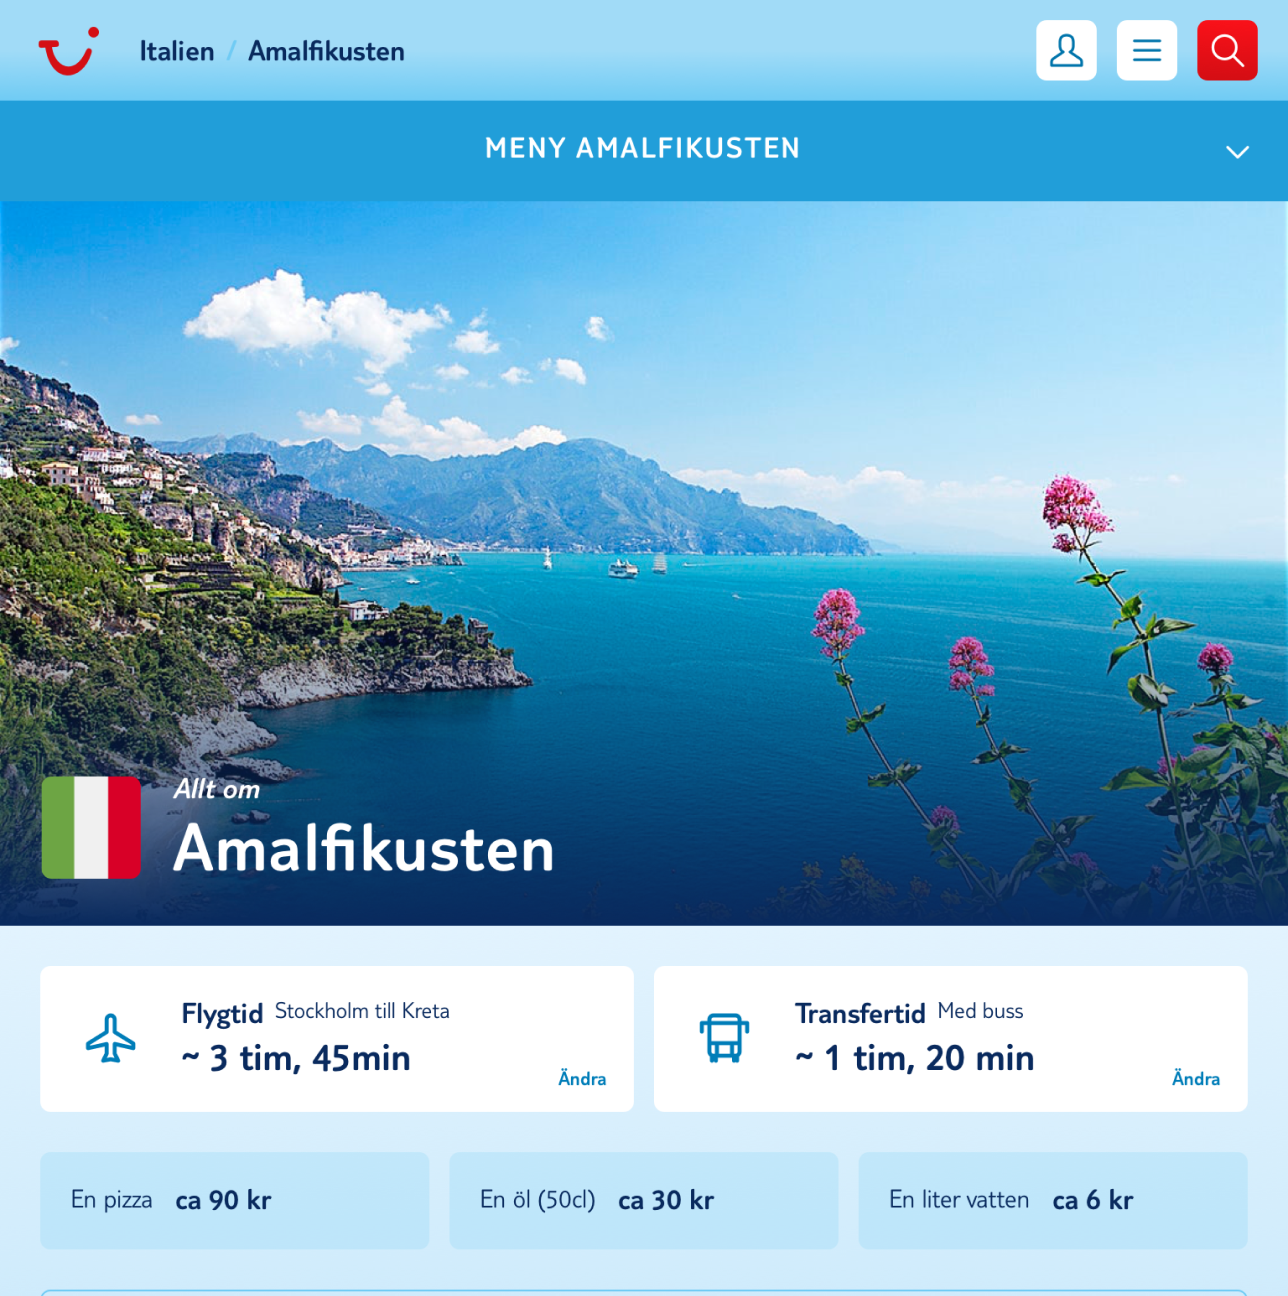 Italien / Amalfikusten
MENY AMALFIKUSTEN
Allt om
Amalfikusten
Flygtid Stockholm till Kreta
~ 3 tim, 45min
Ändra
Transfertid Med buss
~ 1 tim, 20 min
Ändra
En pizza ca 90 kr
En öl (50cl) ca 30 kr
En liter vatten ca 6 kr